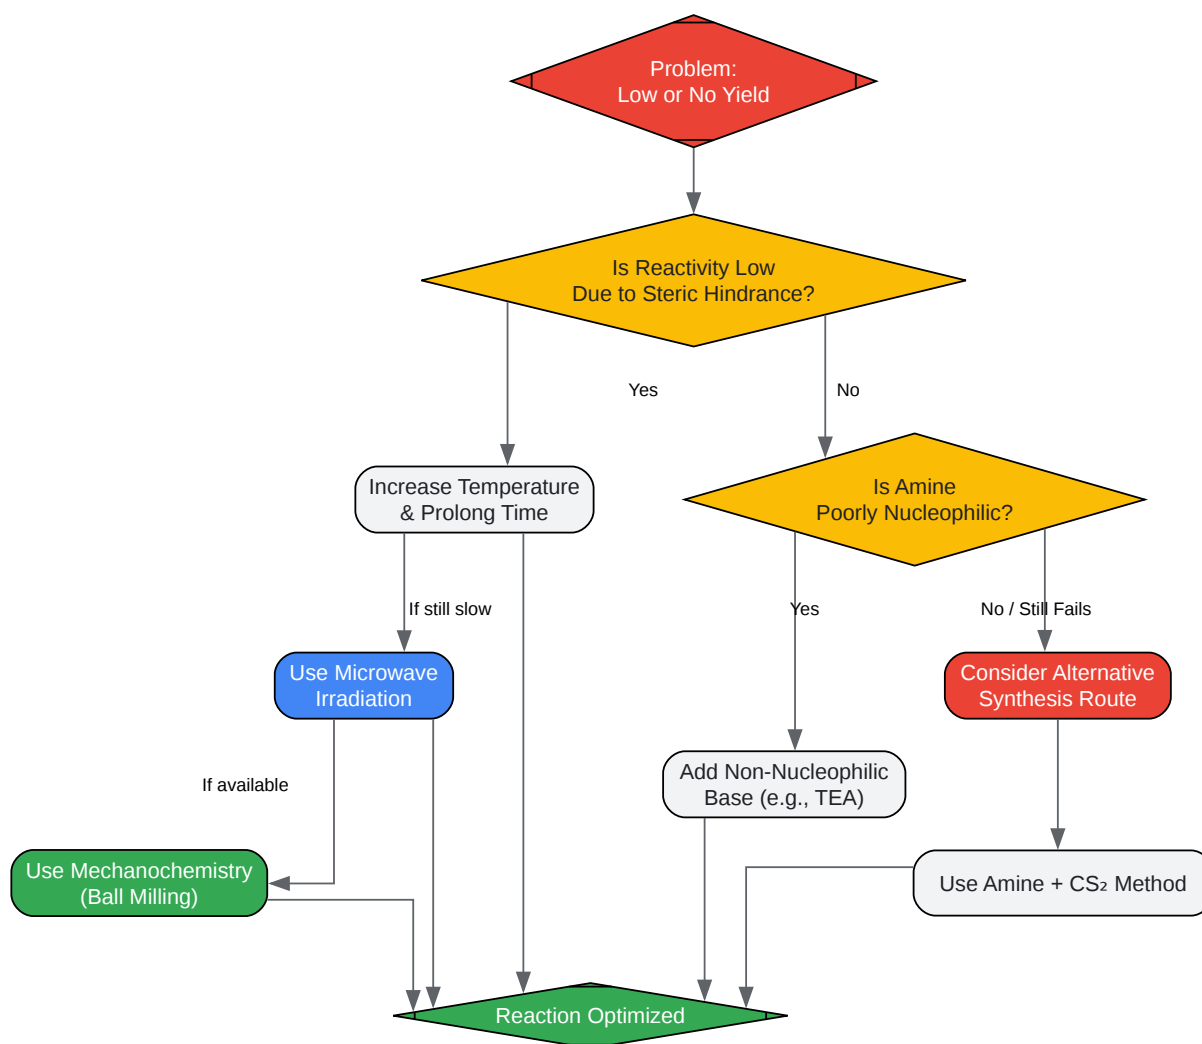 Problem:
Low or No Yield
Is Reactivity Low
Due to Steric Hindrance?
Yes
No
Increase Temperature
& Prolong Time
Is Amine
Poorly Nucleophilic?
If still slow
Yes
No / Still Fails
Use Microwave
Irradiation
Consider Alternative
Synthesis Route
If available
Add Non-Nucleophilic
Base (e.g., TEA)
Use Mechanochemistry
(Ball Milling)
Use Amine + CS₂ Method
Reaction Optimized